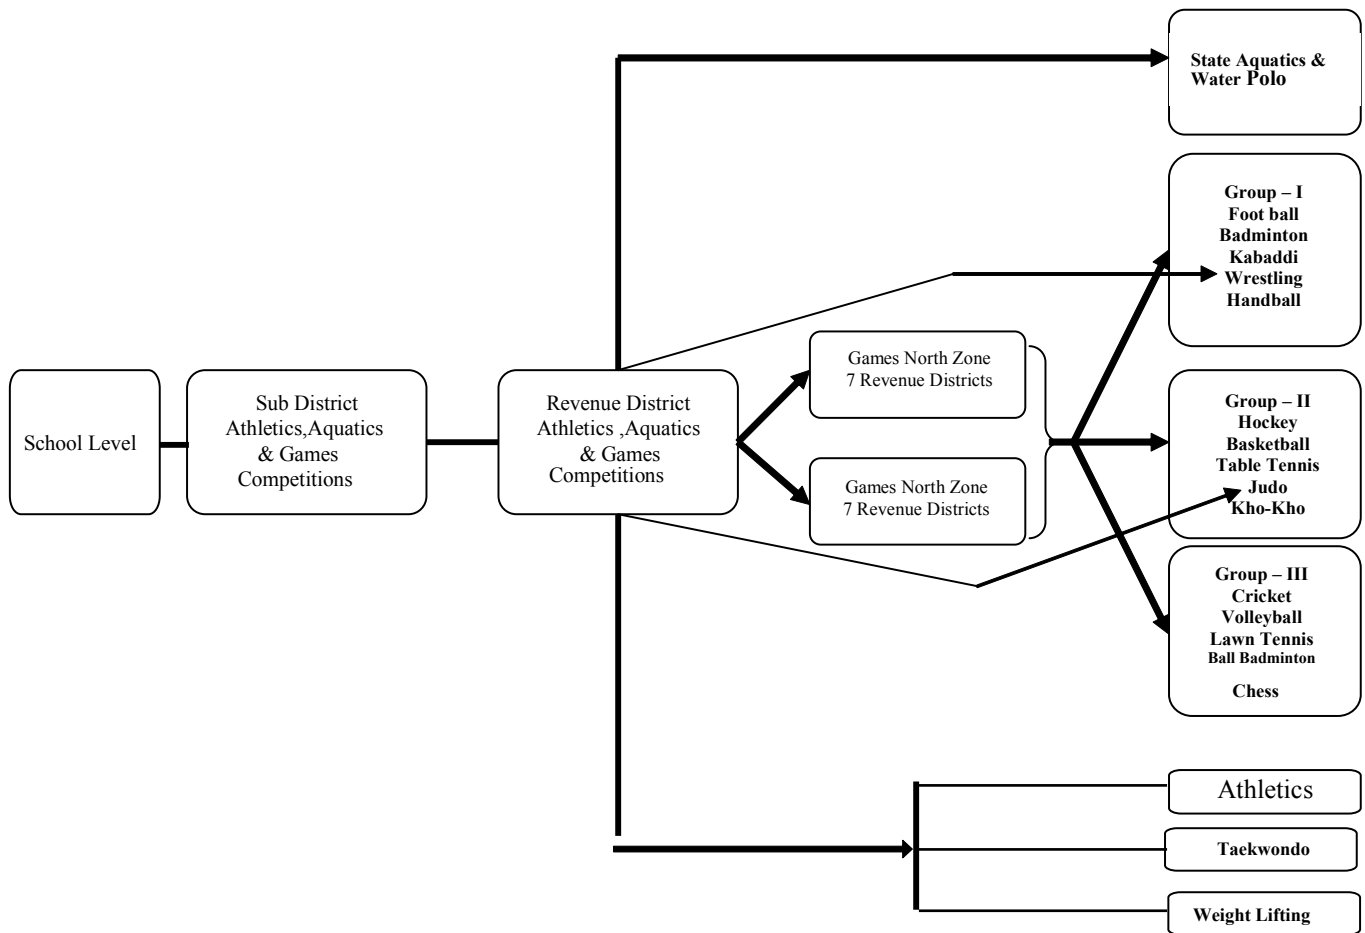 School Level
Sub District
Athletics,Aquatics
& Games
Competitions
Revenue District
Athletics ,Aquatics
& Games
Competitions
Games North Zone
7 Revenue Districts
Games North Zone
7 Revenue Districts
State Aquatics &
Water Polo
Group – I
Foot ball
Badminton
Kabaddi
Wrestling
Handball
Group – II
Hockey
Basketball
Table Tennis
Judo
Kho-Kho
Group – III
Cricket
Volleyball
Lawn Tennis
Ball Badminton
Chess
Athletics
Taekwondo
Weight Lifting